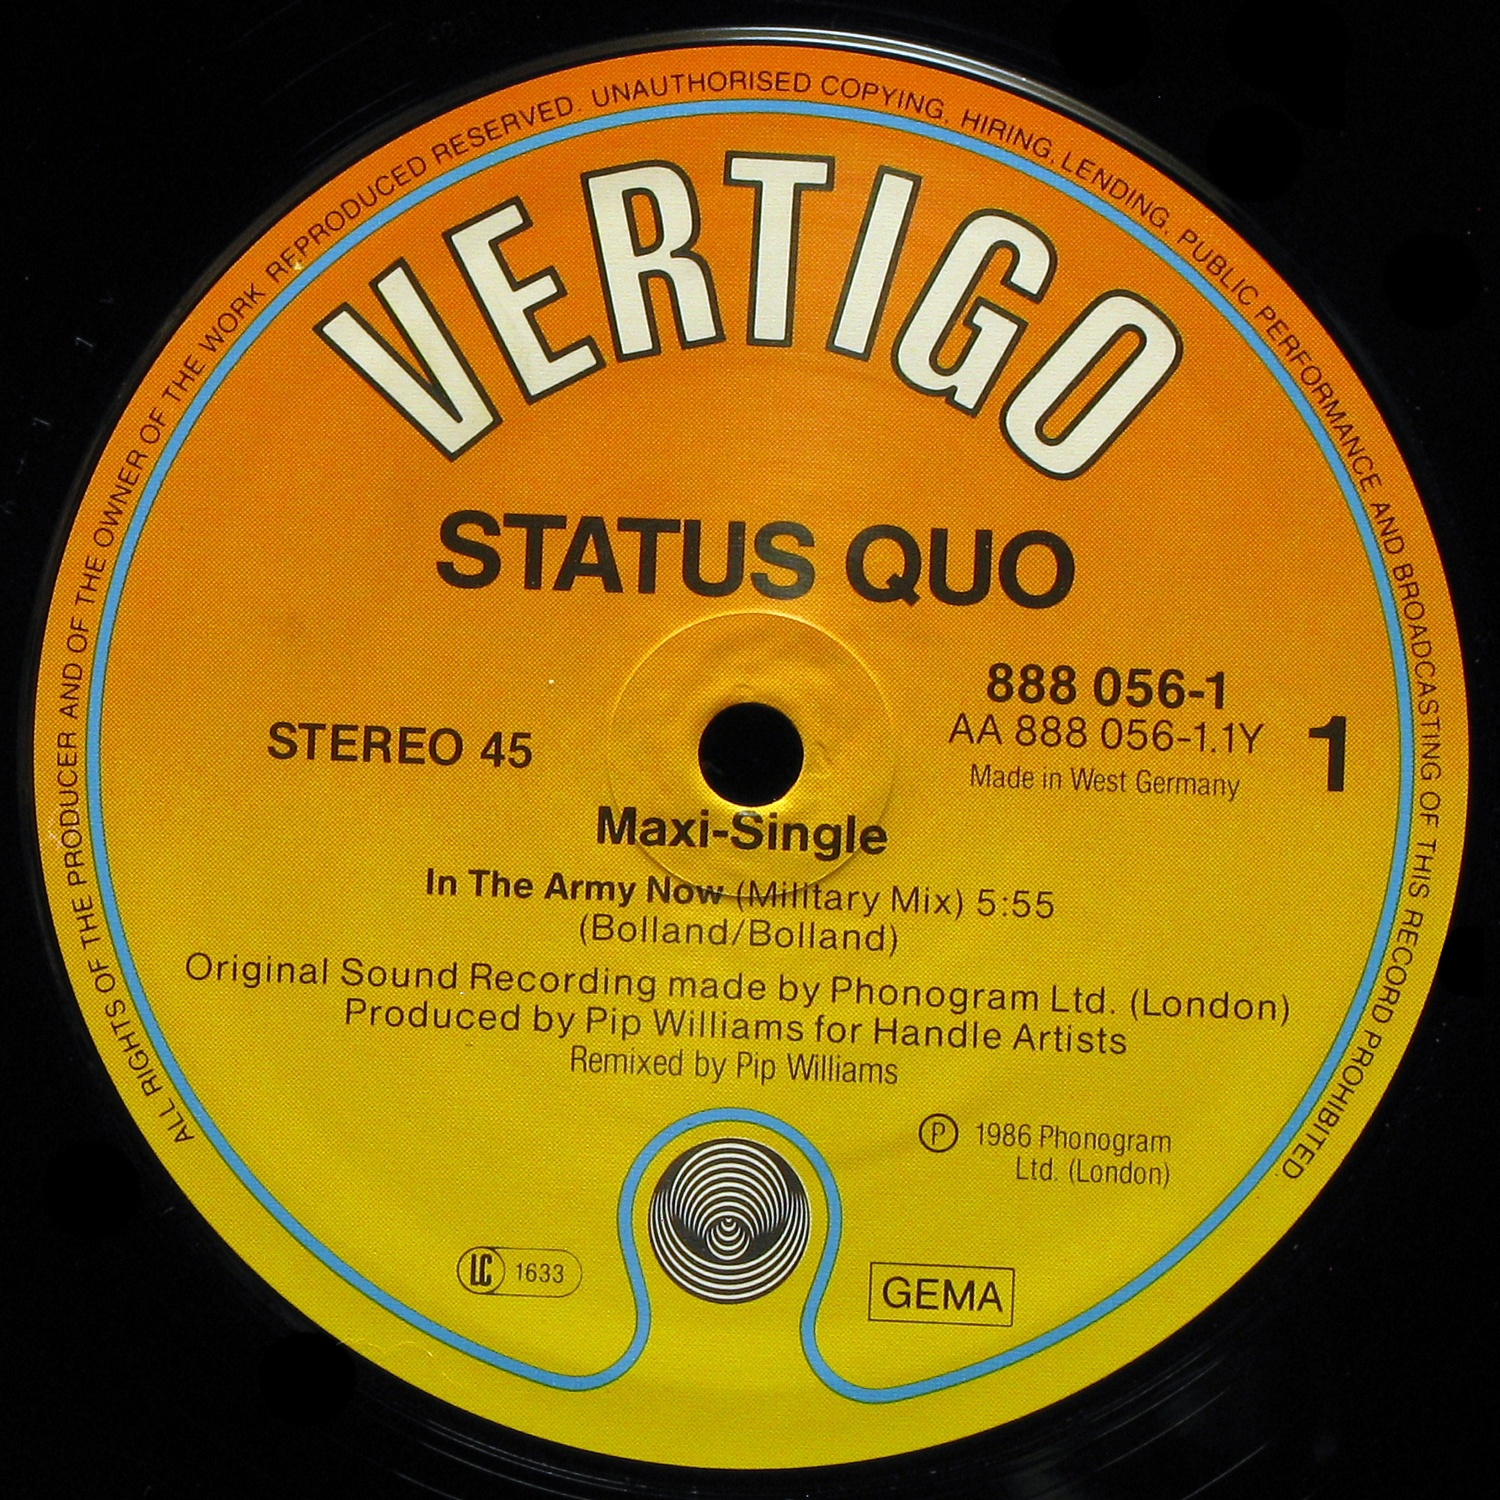 ALL RIGHTS OF THE PRODUCER AND OF THE OWNER OF THE WORK REPRODUCED RESERVED. UNAUTHORISED COPYING, HIRING, LENDING, PUBLIC PERFORMANCE AND BROADCASTING OF THIS RECORD PROHIBITED.
VERTIGO
STATUS QUO
888 056-1
STEREO 45
AA 888 056-1.1Y
1
Made in West Germany
Maxi-Single
In The Army Now (Military Mix) 5:55
(Bolland/Bolland)
Original Sound Recording made by Phonogram Ltd. (London)
Produced by Pip Williams for Handle Artists
Remixed by Pip Williams
℗ 1986 Phonogram
Ltd. (London)
LC 1633
GEMA